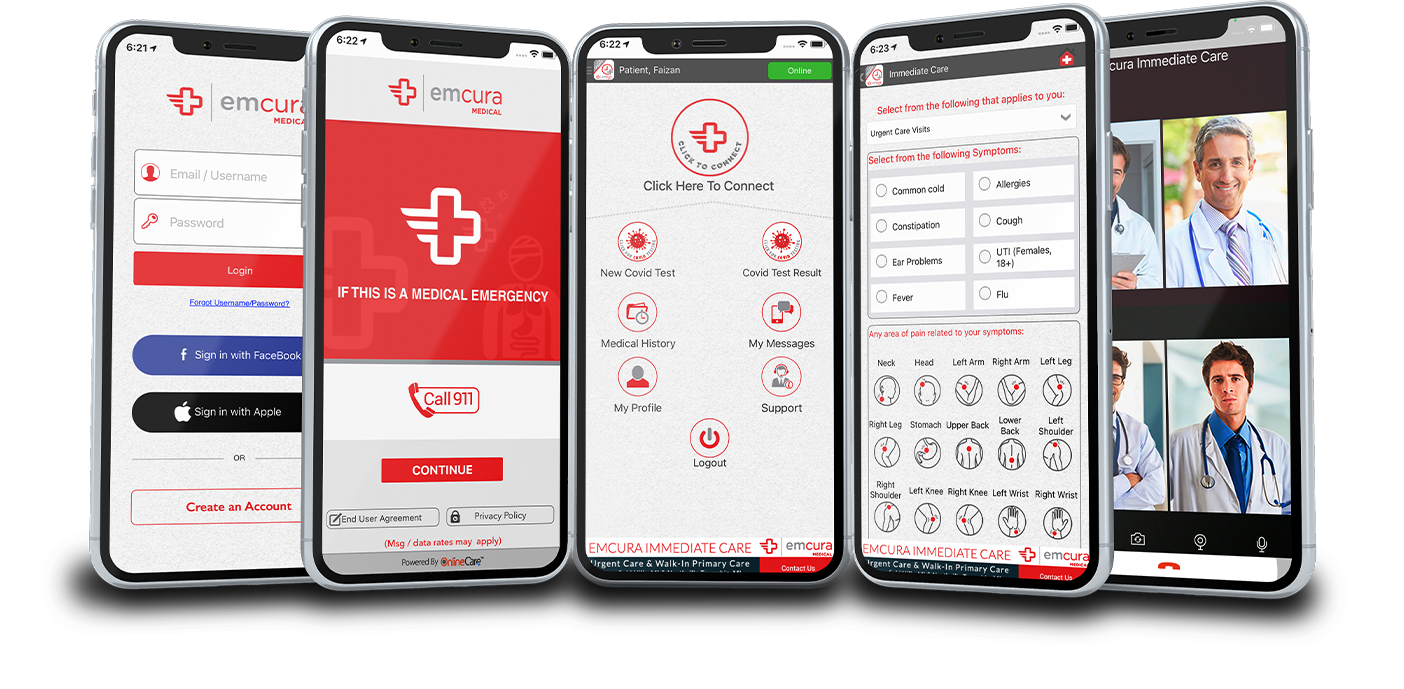 6:21
emcura
MEDICAL
Email / Username
Password
Login
Forgot Username/Password?
f Sign in with FaceBook
Sign in with Apple
OR
Create an Account
6:22
emcura
MEDICAL
IF THIS IS A MEDICAL EMERGENCY
Call 911
CONTINUE
End User Agreement
Privacy Policy
(Msg / data rates may apply)
Powered By OnlineCare™
6:22
Patient, Faizan
Online
CLICK TO CONNECT
Click Here To Connect
New Covid Test
Covid Test Result
Medical History
My Messages
My Profile
Support
Logout
EMCURA IMMEDIATE CARE
emcura
MEDICAL
Urgent Care & Walk-In Primary Care
Contact Us
6:23
Immediate Care
Select from the following that applies to you:
Urgent Care Visits
Select from the following Symptoms:
Common cold
Allergies
Constipation
Cough
Ear Problems
UTI (Females,
18+)
Fever
Flu
Any area of pain related to your symptoms:
Neck
Head
Left Arm
Right Arm
Left Leg
Right Leg
Stomach
Upper Back
Lower
Back
Left
Shoulder
Right
Shoulder
Left Knee
Right Knee
Left Wrist
Right Wrist
EMCURA IMMEDIATE CARE
emcura
MEDICAL
Urgent Care & Walk-In Primary Care
Contact Us
cura Immediate Care